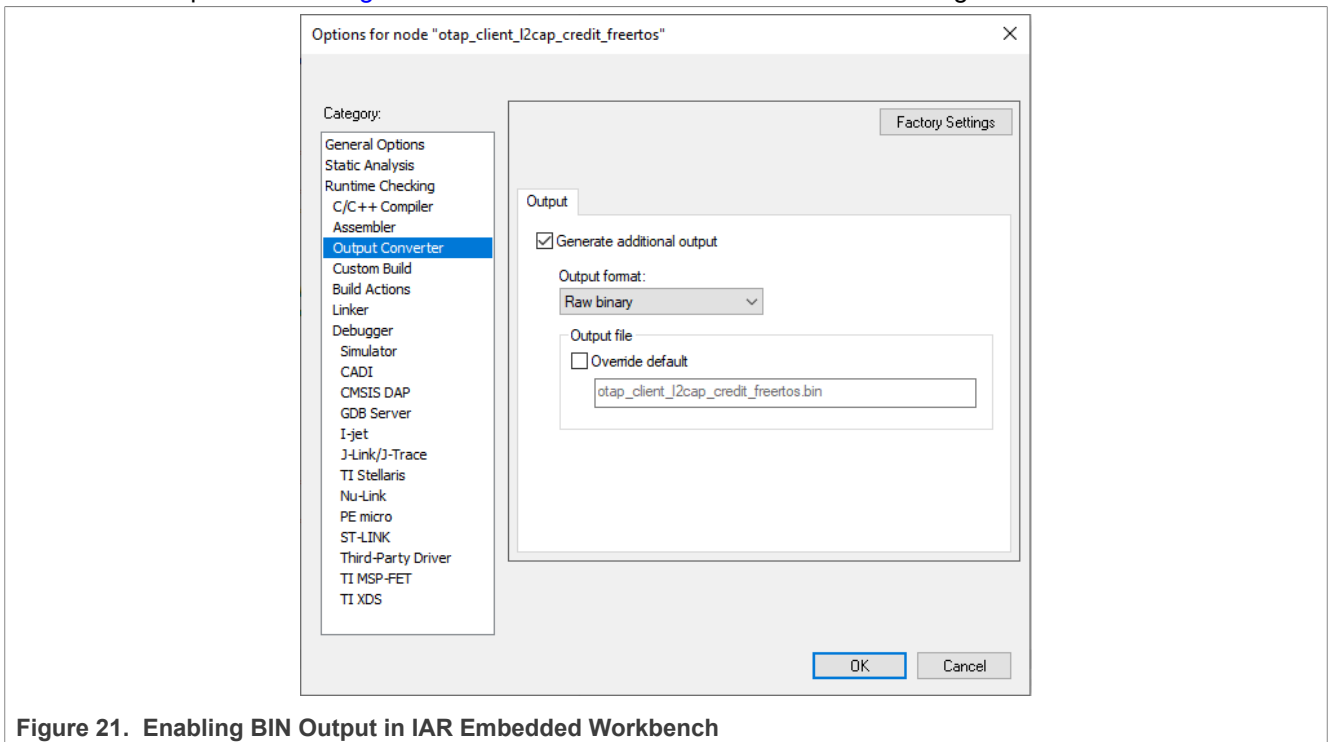 Options for node "otap_client_l2cap_credit_freertos"
Category:
Factory Settings
General Options
Static Analysis
Runtime Checking
C/C++ Compiler
Assembler
Output Converter
Custom Build
Build Actions
Linker
Debugger
Simulator
CADI
CMSIS DAP
GDB Server
I-jet
J-Link/J-Trace
TI Stellaris
Nu-Link
PE micro
ST-LINK
Third-Party Driver
TI MSP-FET
TI XDS
Output
Generate additional output
Output format:
Raw binary
Output file
Override default
otap_client_l2cap_credit_freertos.bin
OK
Cancel
Figure 21. Enabling BIN Output in IAR Embedded Workbench